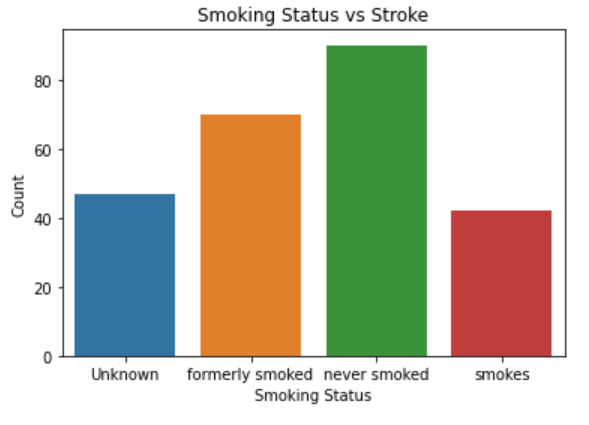 Smoking Status vs Stroke
80
60
40
20
0
Count
Unknown formerly smoked never smoked smokes
Smoking Status